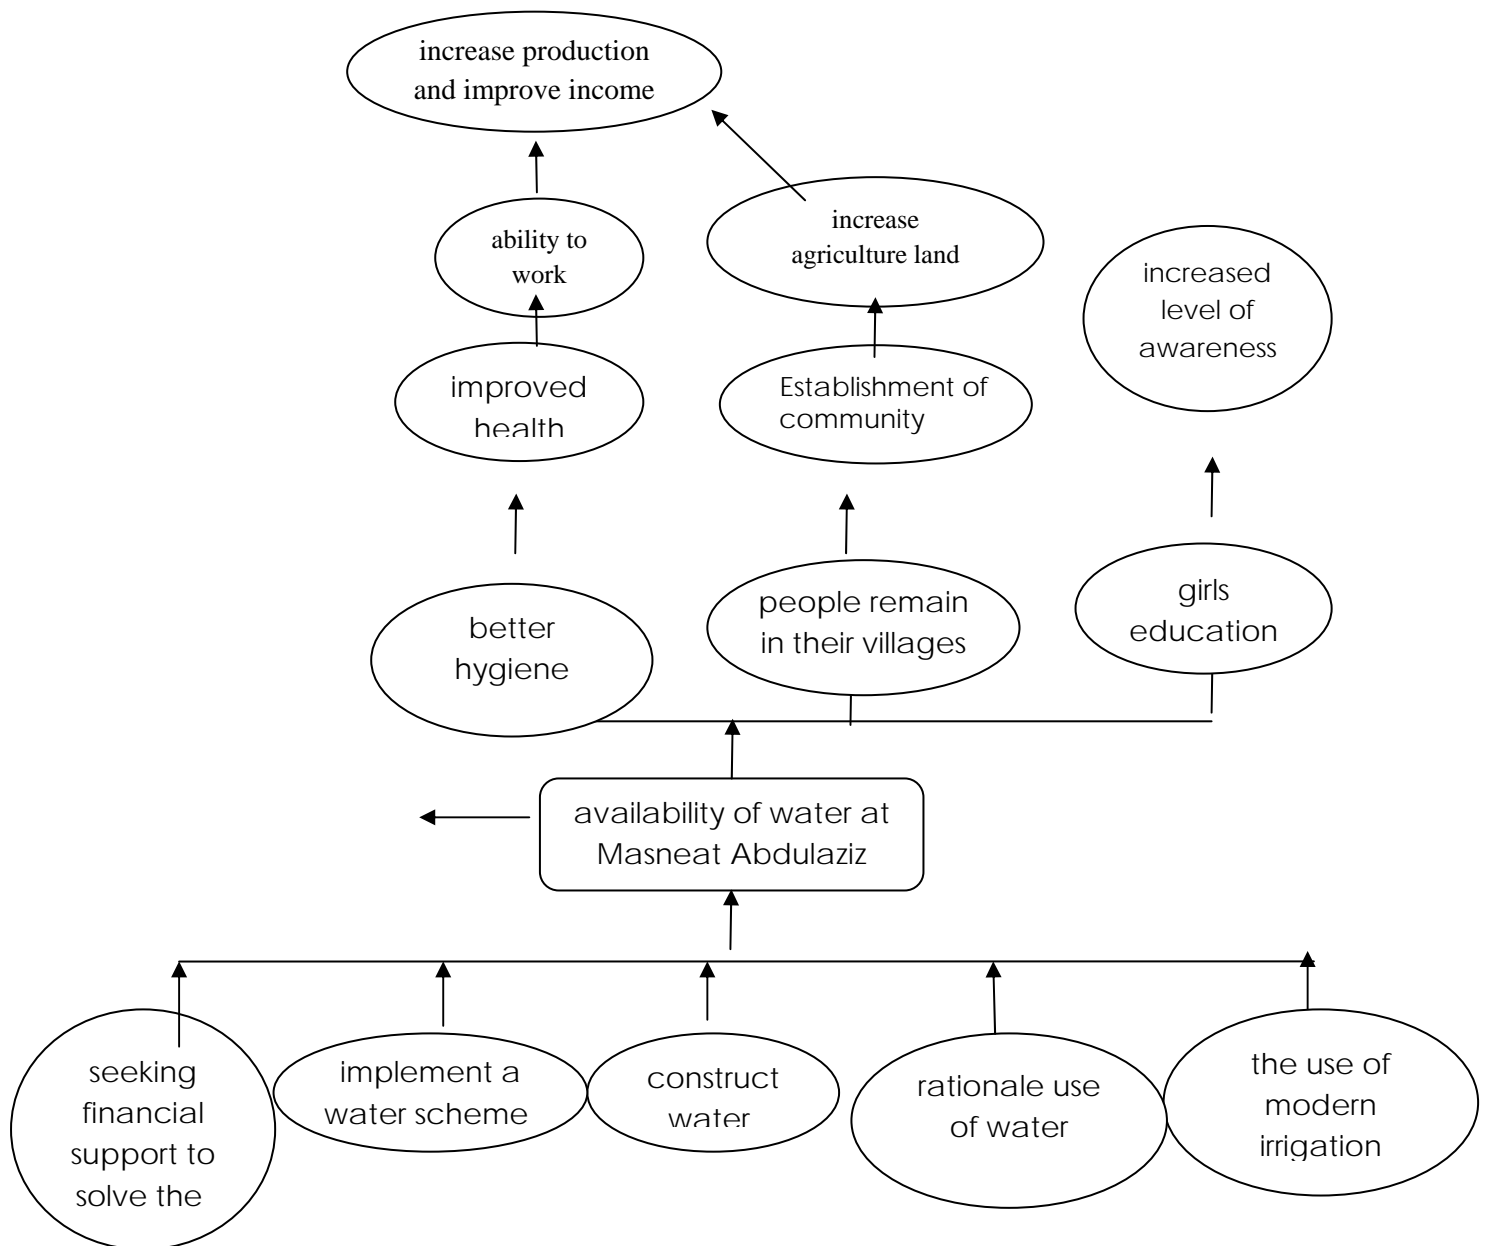 increase production
and improve income
ability to
work
increase
agriculture land
increased
level of
awareness
improved
health
Establishment of
community
better
hygiene
people remain
in their villages
girls
education
availability of water at
Masneat Abdulaziz
seeking
financial
support to
solve the
implement a
water scheme
construct
water
rationale use
of water
the use of
modern
irrigation